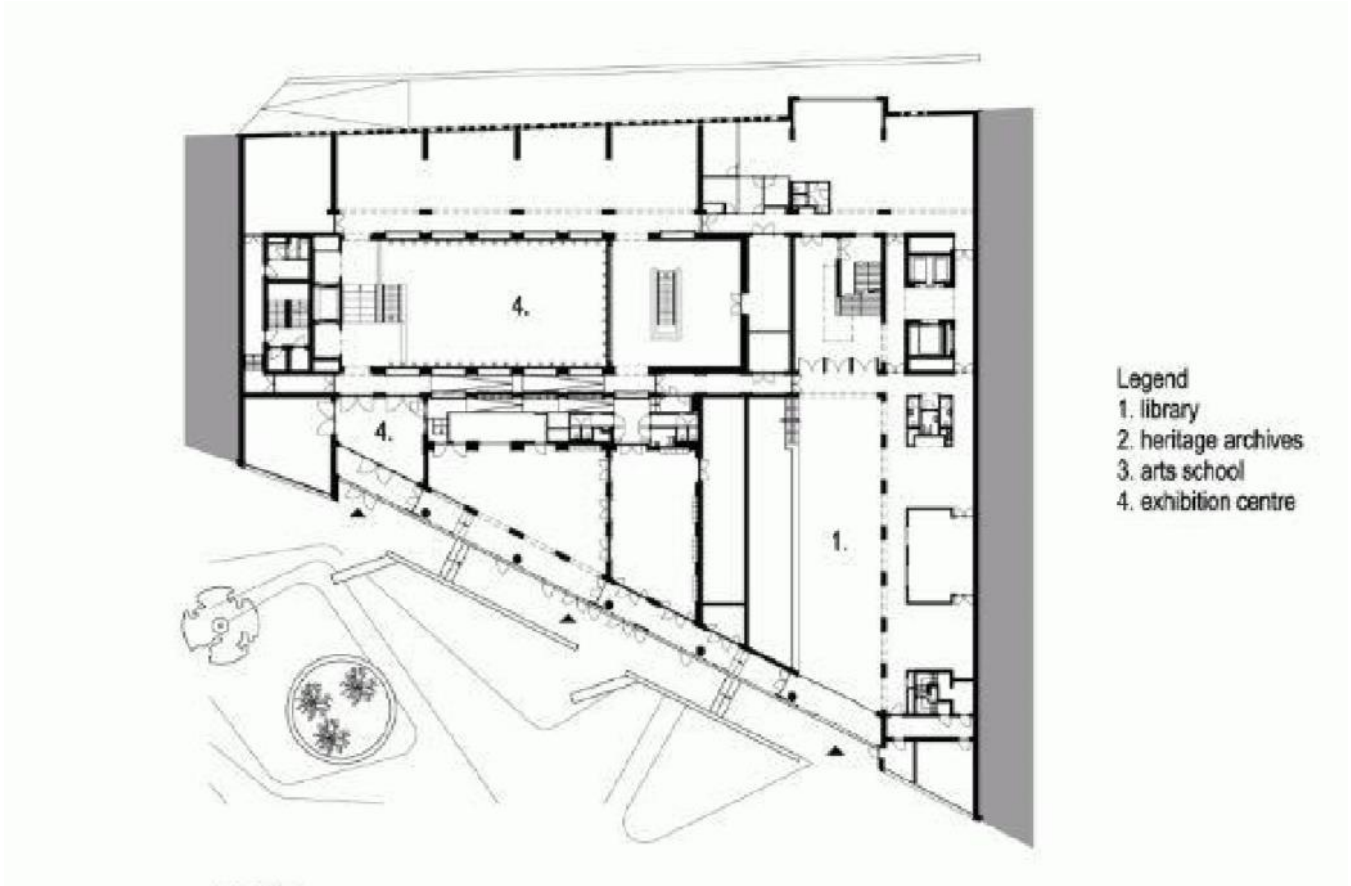 4.
4.
1.
Legend
1. library
2. heritage archives
3. arts school
4. exhibition centre